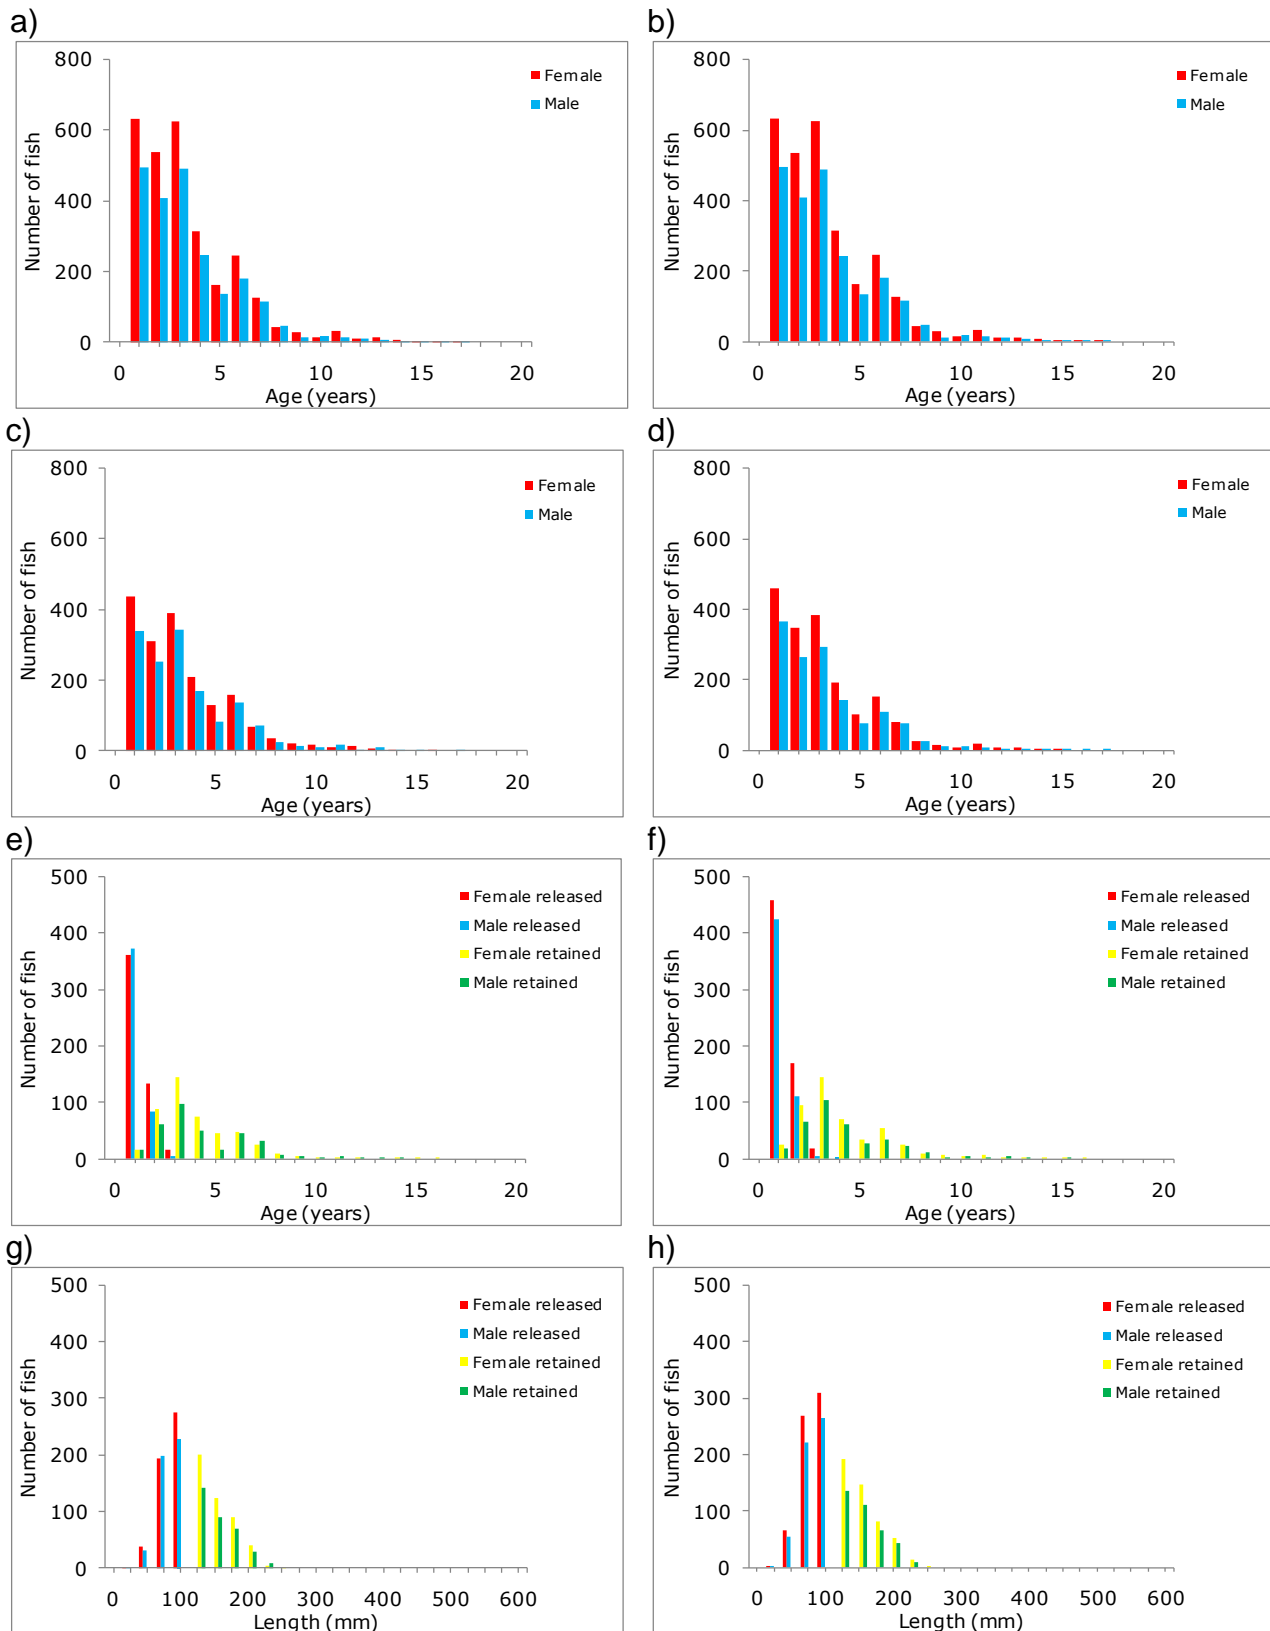 a)
800
600
400
200
0
Number of fish
Female
Male
0 5 10 15 20
Age (years)
b)
800
600
400
200
0
Number of fish
Female
Male
0 5 10 15 20
Age (years)
c)
800
600
400
200
0
Number of fish
Female
Male
0 5 10 15 20
Age (years)
d)
800
600
400
200
0
Number of fish
Female
Male
0 5 10 15 20
Age (years)
e)
500
400
300
200
100
0
Number of fish
Female released
Male released
Female retained
Male retained
0 5 10 15 20
Age (years)
f)
500
400
300
200
100
0
Number of fish
Female released
Male released
Female retained
Male retained
0 5 10 15 20
Age (years)
g)
500
400
300
200
100
0
Number of fish
Female released
Male released
Female retained
Male retained
0 100 200 300 400 500 600
Length (mm)
h)
500
400
300
200
100
0
Number of fish
Female released
Male released
Female retained
Male retained
0 100 200 300 400 500 600
Length (mm)